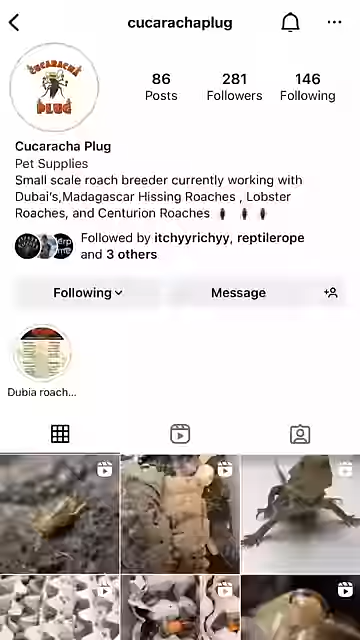 cucarachaplug
CUCARACHA
PLUG
86
Posts
281
Followers
146
Following
Cucaracha Plug
Pet Supplies
Small scale roach breeder currently working with
Dubai's,Madagascar Hissing Roaches , Lobster
Roaches, and Centurion Roaches
Followed by itchyyrichyy, reptilerope
and 3 others
Following
Message
Dubia roach...